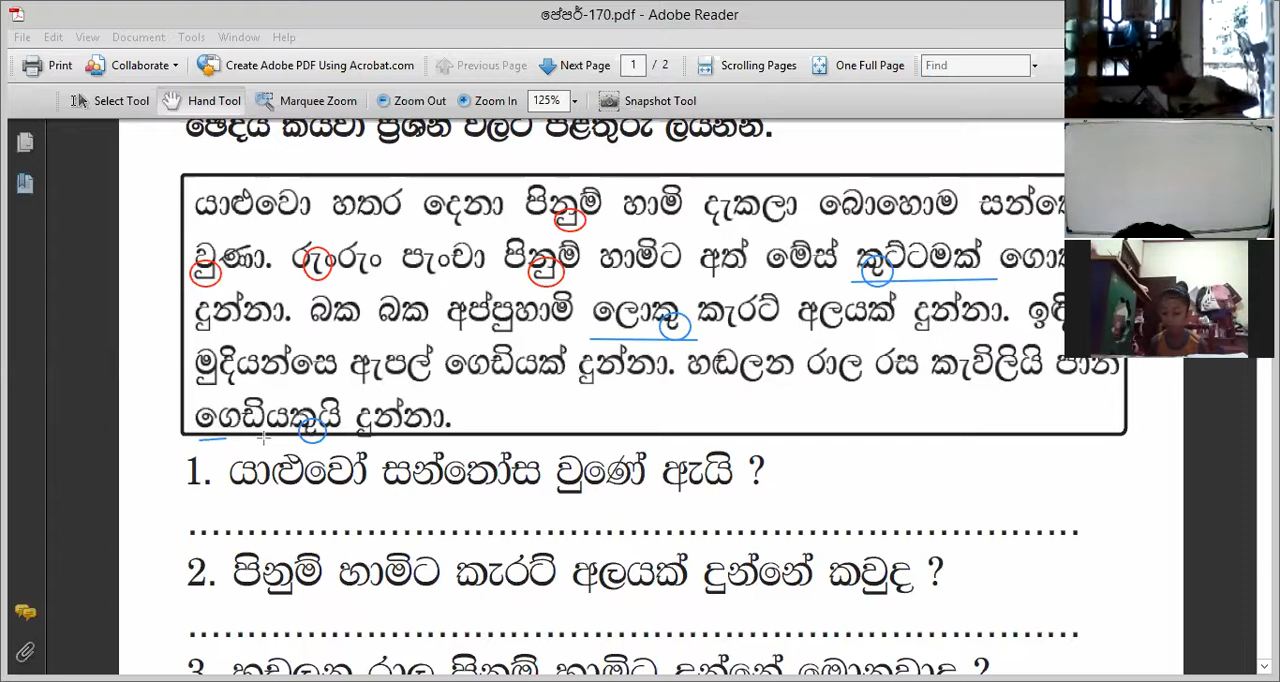 පේපර්-170.pdf - Adobe Reader
File Edit View Document Tools Window Help
Print Collaborate Create Adobe PDF Using Acrobat.com Previous Page Next Page 1 / 2 Scrolling Pages One Full Page Find
Select Tool Hand Tool Marquee Zoom Zoom Out Zoom In 125% Snapshot Tool
ඡේදය කියවා ප්‍රශ්න වලට පිළිතුරු ලියන්න.
යාළුවො හතර දෙනා පිනුම් හාමි දැකලා බොහොම
වුණා. රුංරුං පැංචා පිනුම් හාමිට අත් මේස් කුට්ටමක්
දුන්නා. බක බක අප්පුහාමි ලොකු කැරට් අලයක් දුන්නා.
මුදියන්සෙ ඇපල් ගෙඩියක් දුන්නා. හඬලන රාල රස කැවිලියි පාන්
ගෙඩියකුයි දුන්නා.
1. යාළුවෝ සන්තෝස වුණේ ඇයි ?
2. පිනුම් හාමිට කැරට් අලයක් දුන්නේ කවුද ?
3. හඬලන රාල පිනුම් හාමිට දුන්නේ මොනවාද ?